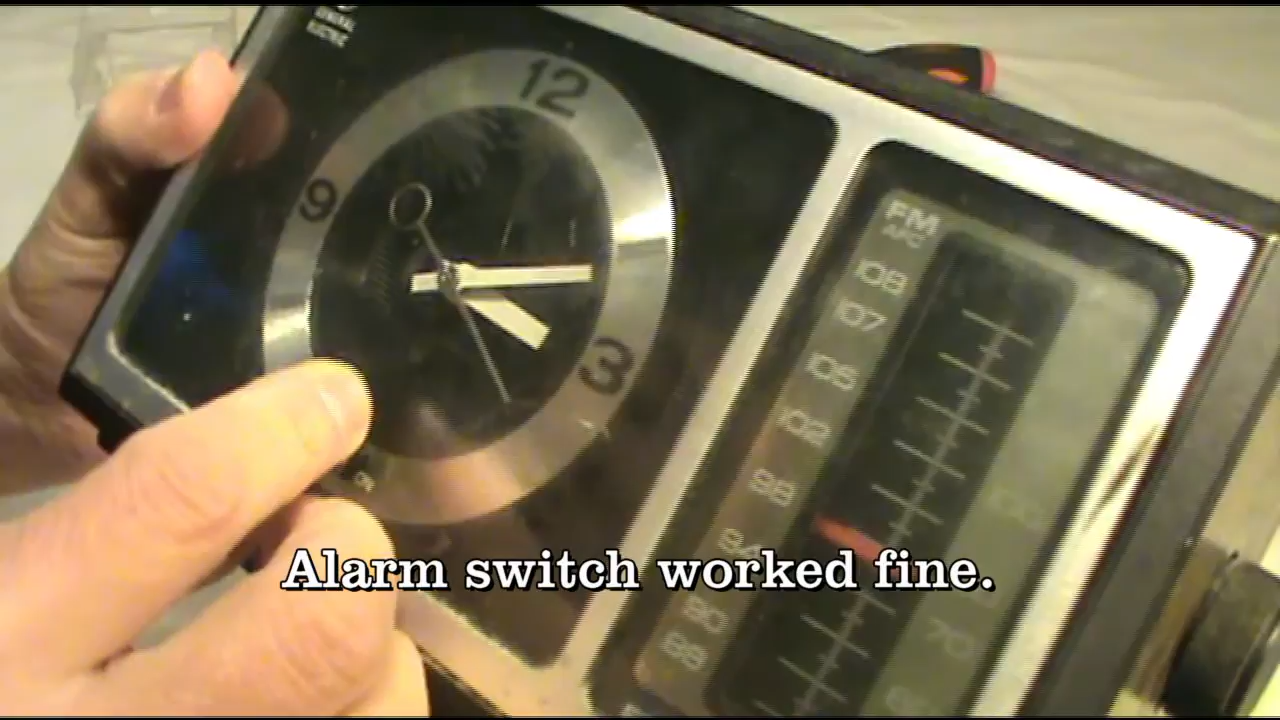 GENERAL
ELECTRIC
12
9
3
ON
FM
AFC
108
107
105
102
98
94
90
88
70
Alarm switch worked fine.